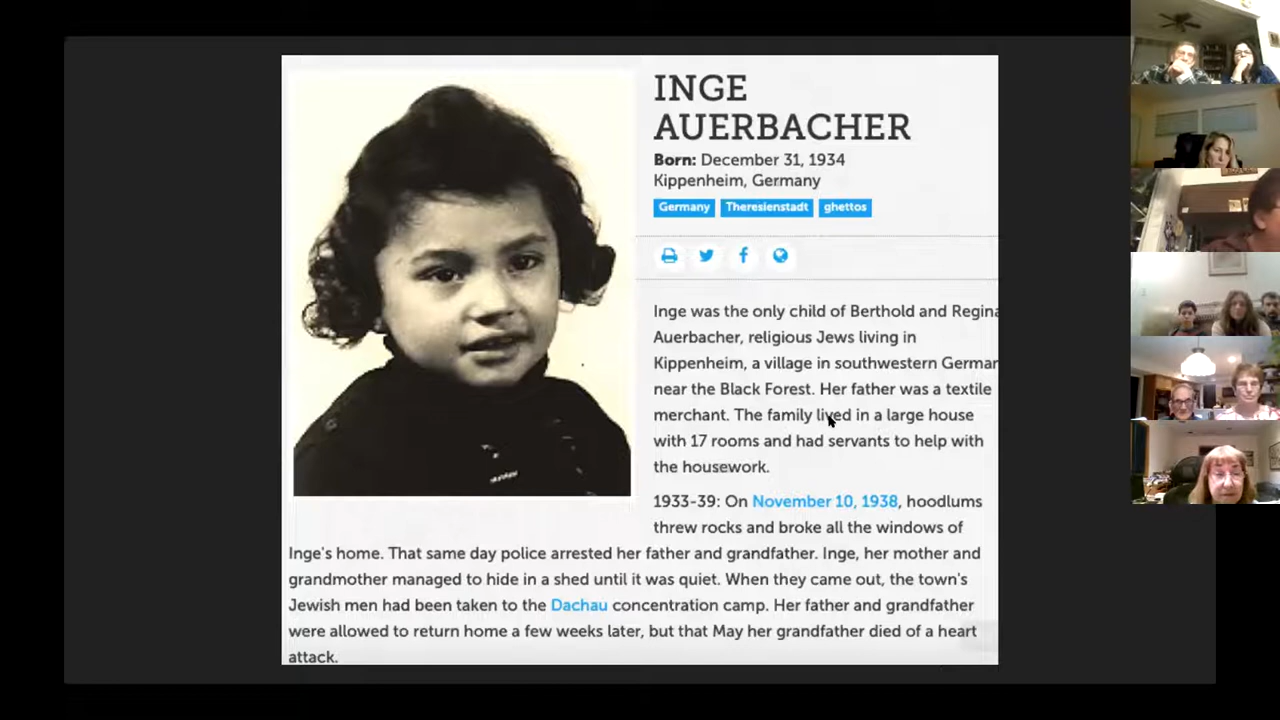 INGE
AUERBACHER
Born: December 31, 1934
Kippenheim, Germany
Germany Theresienstadt ghettos
Inge was the only child of Berthold and Regina
Auerbacher, religious Jews living in
Kippenheim, a village in southwestern German
near the Black Forest. Her father was a textile
merchant. The family lived in a large house
with 17 rooms and had servants to help with
the housework.
1933-39: On November 10, 1938, hoodlums
threw rocks and broke all the windows of
Inge's home. That same day police arrested her father and grandfather. Inge, her mother and
grandmother managed to hide in a shed until it was quiet. When they came out, the town's
Jewish men had been taken to the Dachau concentration camp. Her father and grandfather
were allowed to return home a few weeks later, but that May her grandfather died of a heart
attack.